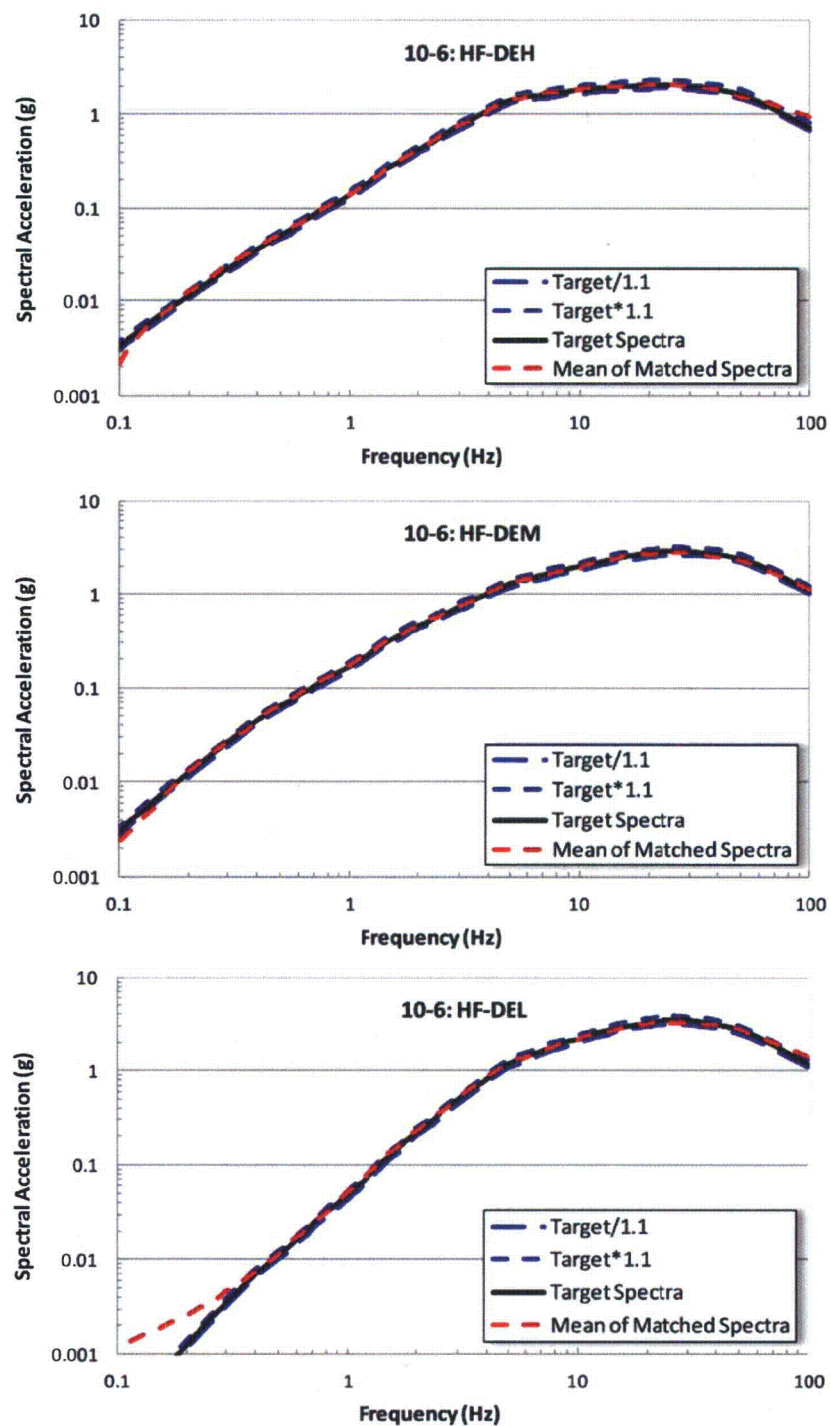 10-6: HF-DEH
Spectral Acceleration (g)
10
1
0.1
0.01
0.001
Target/1.1
Target*1.1
Target Spectra
Mean of Matched Spectra
0.1 1 10 100
Frequency (Hz)
10-6: HF-DEM
Spectral Acceleration (g)
10
1
0.1
0.01
0.001
Target/1.1
Target*1.1
Target Spectra
Mean of Matched Spectra
0.1 1 10 100
Frequency (Hz)
10-6: HF-DEL
Spectral Acceleration (g)
10
1
0.1
0.01
0.001
Target/1.1
Target*1.1
Target Spectra
Mean of Matched Spectra
0.1 1 10 100
Frequency (Hz)